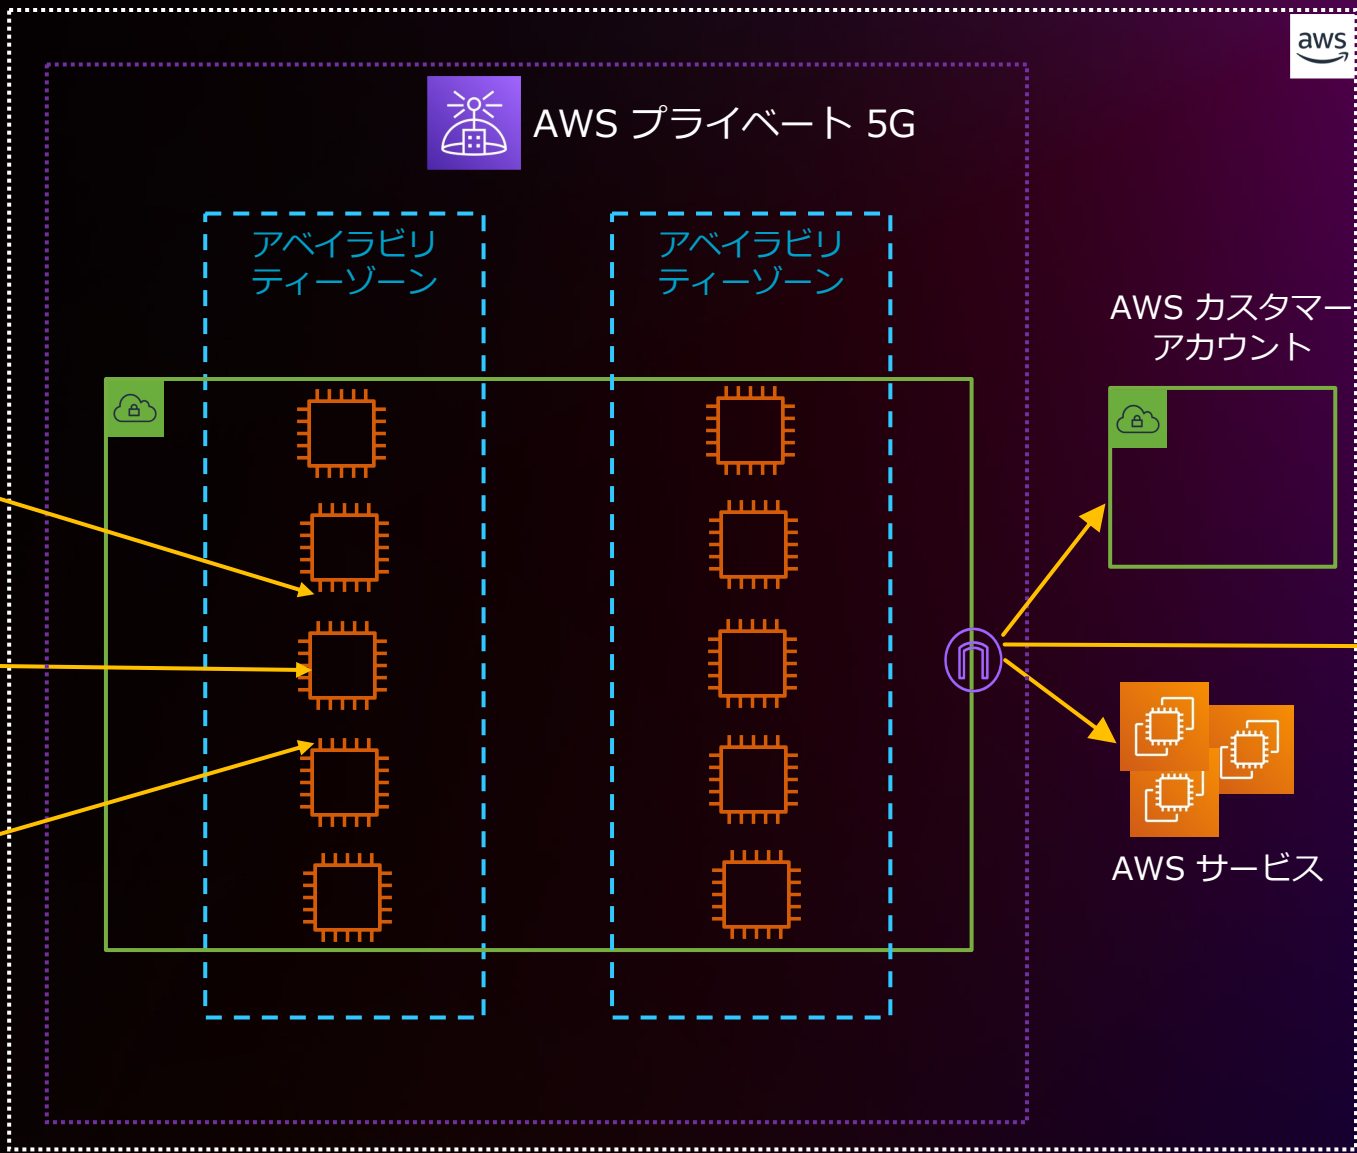 aws
AWS プライベート 5G
アベイラビリ
ティーゾーン
アベイラビリ
ティーゾーン
AWS カスタマー
アカウント
AWS サービス